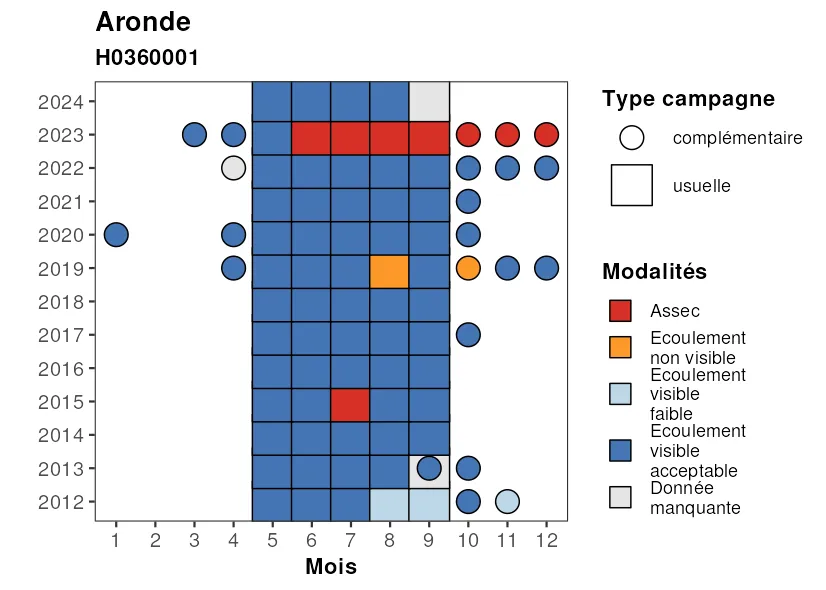 Aronde
H0360001
2024
2023
2022
2021
2020
2019
2018
2017
2016
2015
2014
2013
2012
1 2 3 4 5 6 7 8 9 10 11 12
Mois
Type campagne
complémentaire
usuelle
Modalités
Assec
Ecoulement
non visible
Ecoulement
visible
faible
Ecoulement
visible
acceptable
Donnée
manquante